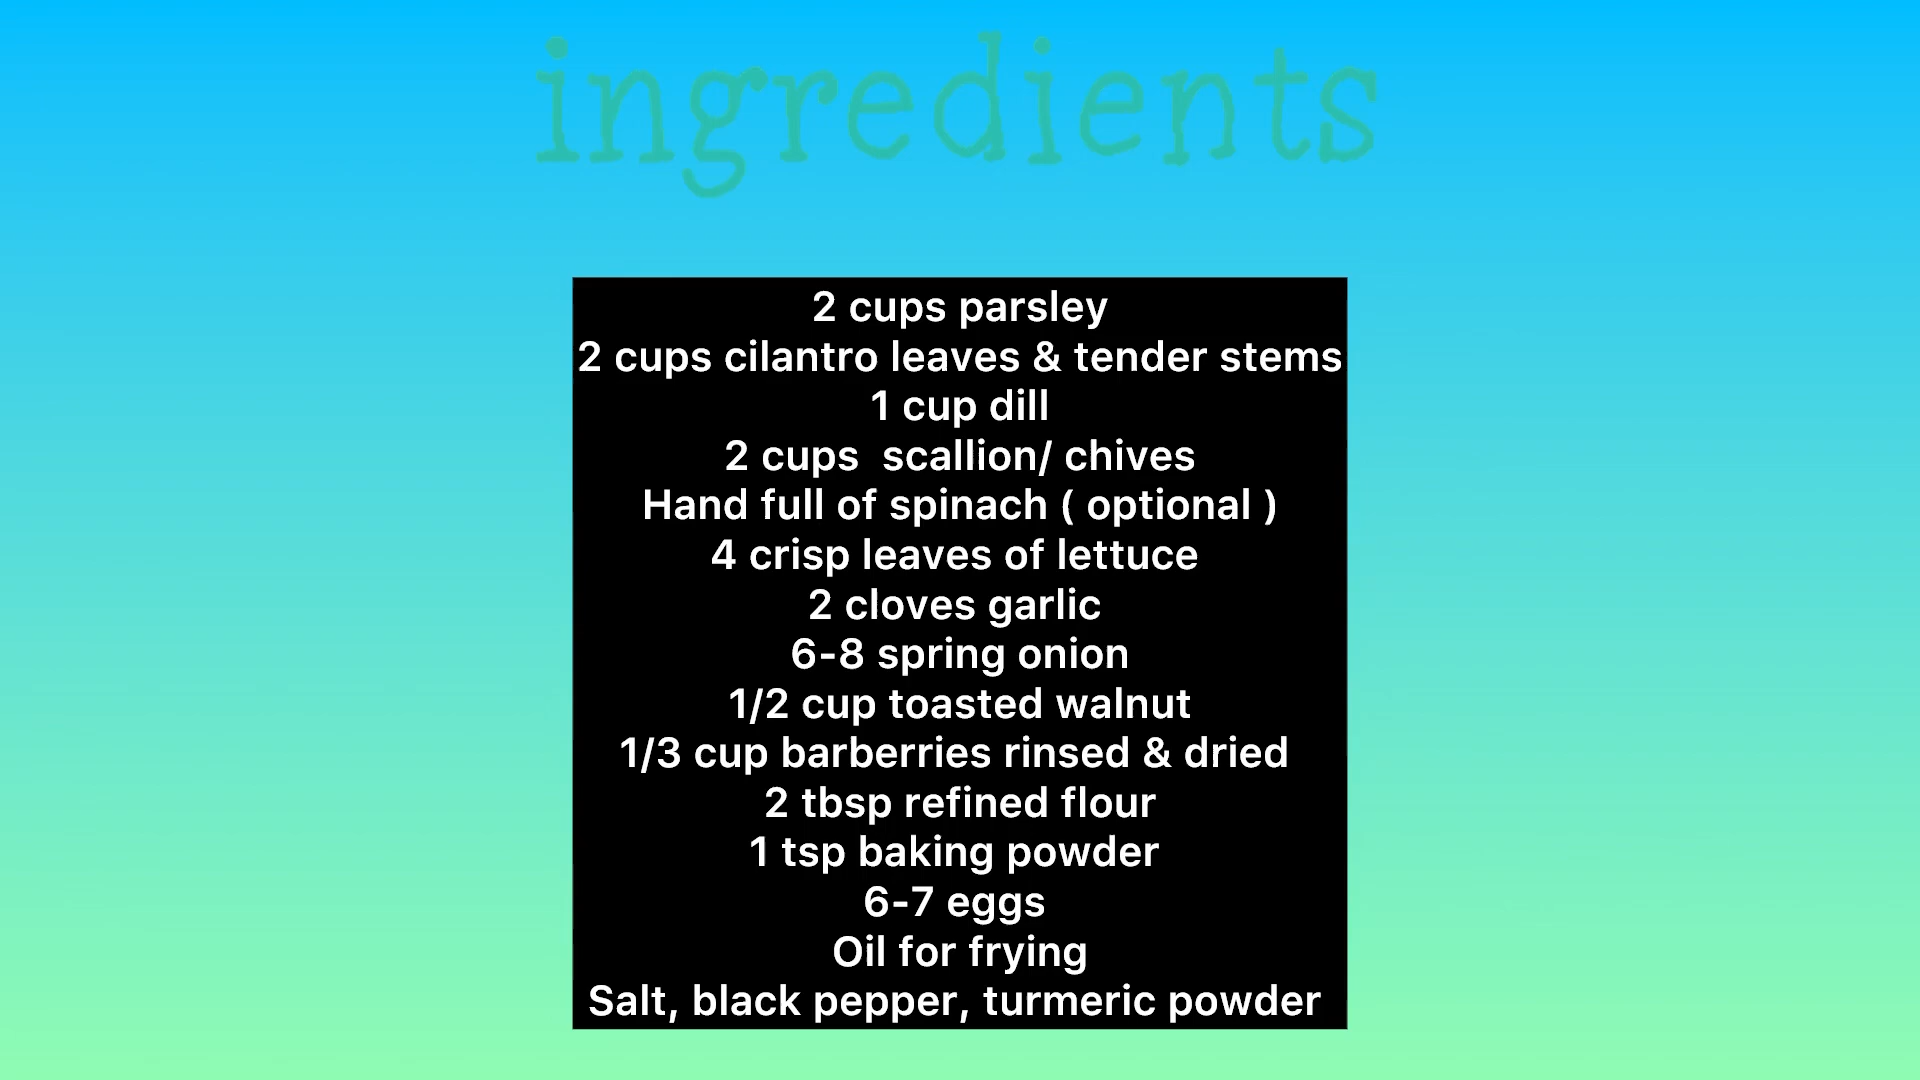 ingredients
2 cups parsley
2 cups cilantro leaves & tender stems
1 cup dill
2 cups  scallion/ chives
Hand full of spinach ( optional )
4 crisp leaves of lettuce
2 cloves garlic
6-8 spring onion
1/2 cup toasted walnut
1/3 cup barberries rinsed & dried
2 tbsp refined flour
1 tsp baking powder
6-7 eggs
Oil for frying
Salt, black pepper, turmeric powder